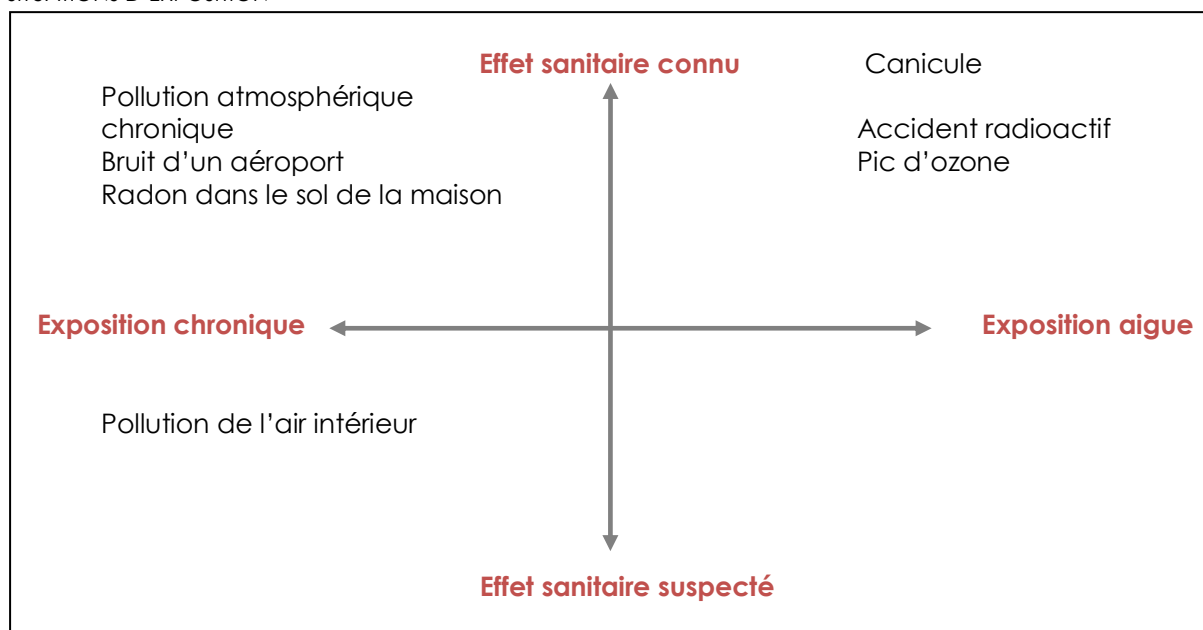 Effet sanitaire connu
Canicule
Pollution atmosphérique
chronique
Accident radioactif
Bruit d'un aéroport
Pic d'ozone
Radon dans le sol de la maison
Exposition chronique
Exposition aigue
Pollution de l'air intérieur
Effet sanitaire suspecté